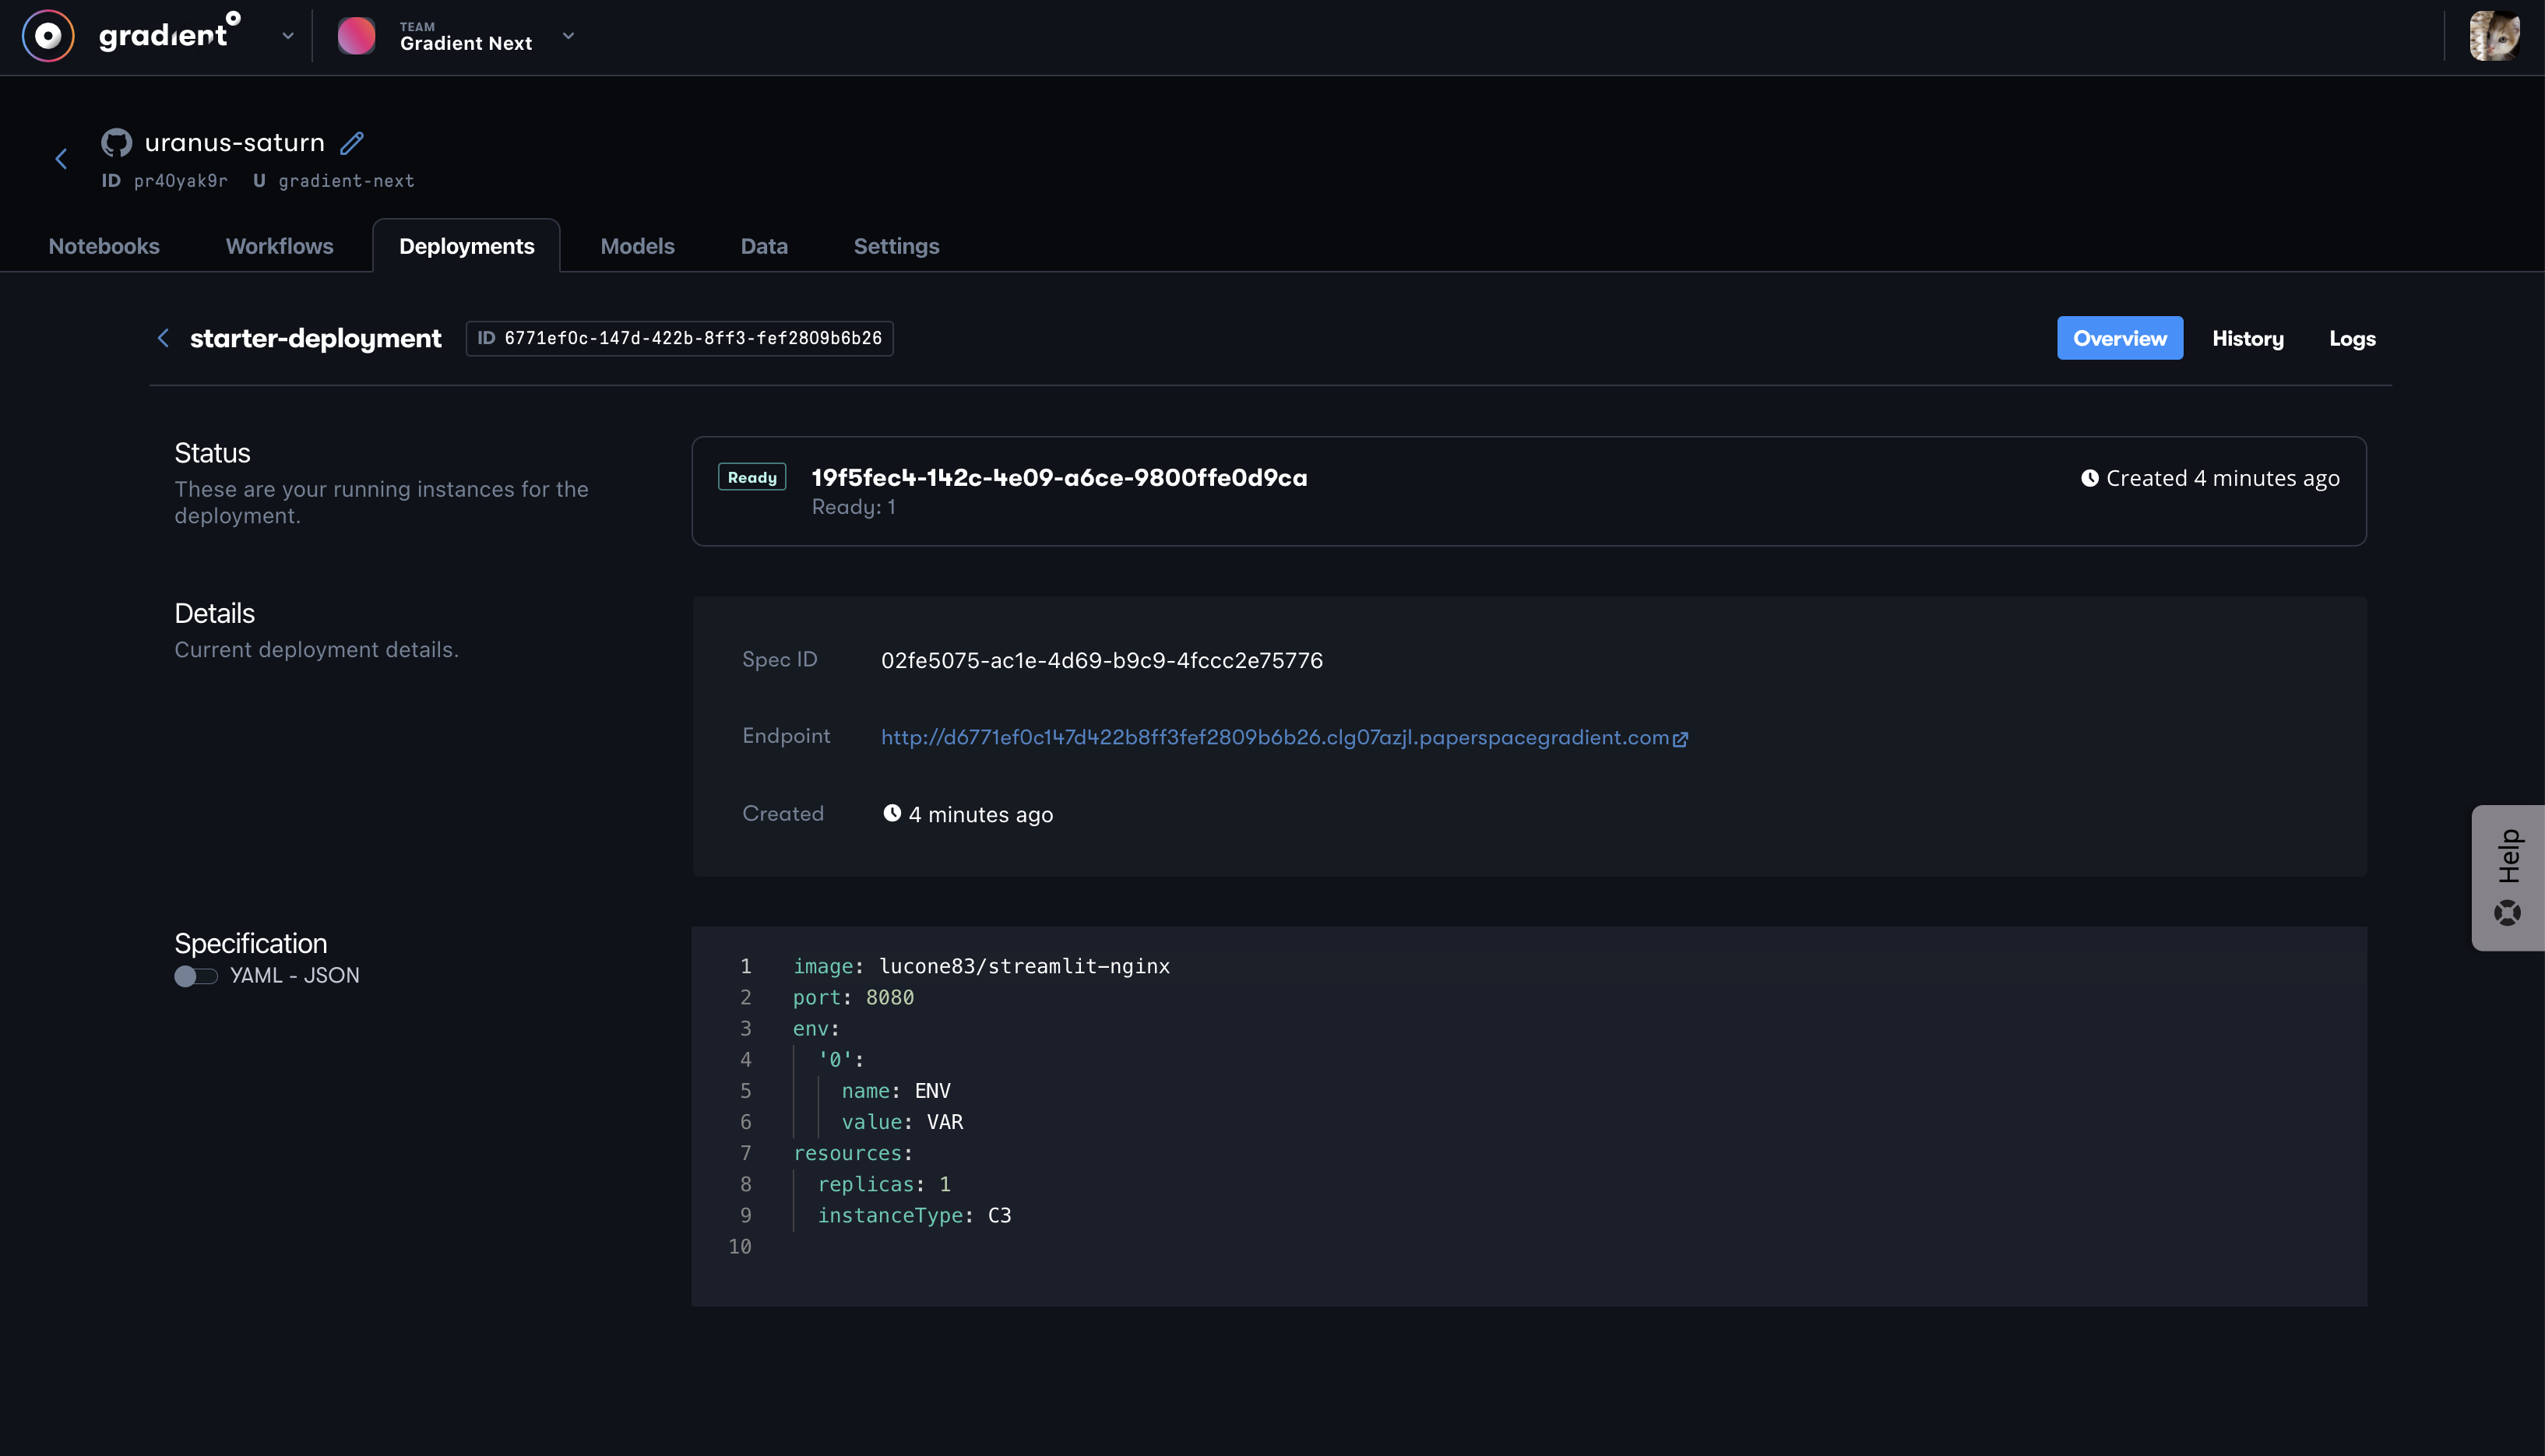 gradient
TEAM
Gradient Next
uranus-saturn
ID pr4Oyak9r U gradient-next
Notebooks Workflows Deployments Models Data Settings
starter-deployment ID 6771ef0c-147d-422b-8ff3-fef2809b6b26 Overview History Logs
Status
These are your running instances for the
deployment.
Ready 19f5fec4-142c-4e09-a6ce-9800ffe0d9ca Created 4 minutes ago
Ready: 1
Details
Current deployment details.
Spec ID 02fe5075-ac1e-4d69-b9c9-4fccc2e75776
Endpoint http://d6771ef0c147d422b8ff3fef2809b6b26.clg07azjl.paperspacegradient.com
Created 4 minutes ago
Help
Specification
YAML - JSON
1 image: lucone83/streamlit-nginx
2 port: 8080
3 env:
4 '0':
5 name: ENV
6 value: VAR
7 resources:
8 replicas: 1
9 instanceType: C3
10